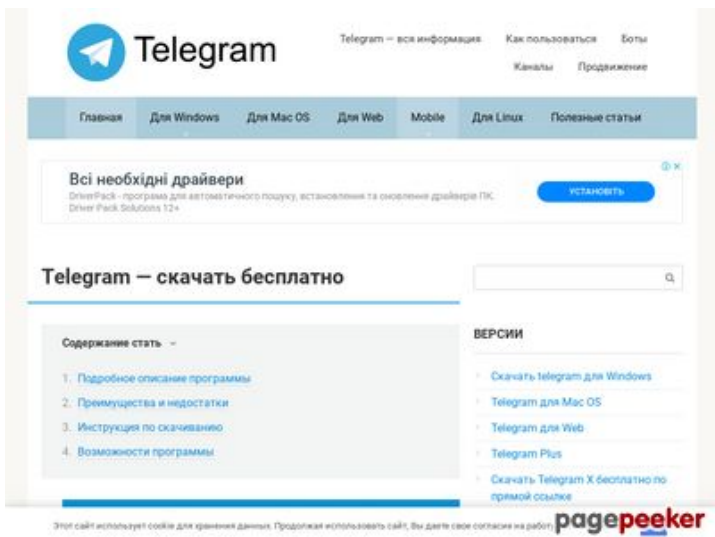 Telegram
Telegram — вся информация Как пользоваться Боты
Каналы Продвижение
Главная Для Windows Для Mac OS Для Web Mobile Для Linux Полезные статьи
Всі необхідні драйвери
DriverPack - програма для автоматичного пошуку, встановлення та оновлення драйверів ПК.
DriverPack Solutions 12+
УСТАНОВІТЬ
Telegram — скачать бесплатно
Содержание стать
1. Подробное описание программы
2. Преимущества и недостатки
3. Инструкция по скачиванию
4. Возможности программы
ВЕРСИИ
Скачать telegram для Windows
Telegram для Mac OS
Telegram для Web
Telegram Plus
Скачать Telegram X бесплатно по
прямой ссылке
Этот сайт использует cookie для хранения данных. Продолжая использовать сайт, Вы даете свое согласие на работ
pagepeeker